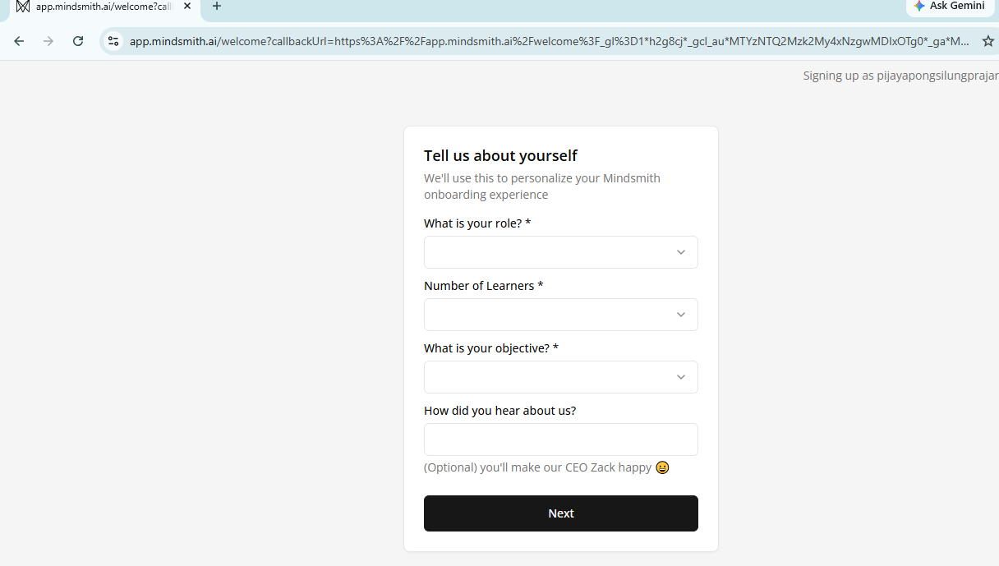 app.mindsmith.ai/welcome?call
Ask Gemini
app.mindsmith.ai/welcome?callbackUrl=https%3A%2F%2Fapp.mindsmith.ai%2Fwelcome%3F_gl%3D1*h2g8cj*_gcl_au*MTYzNTQ2Mzk2My4xNzgwMDIxOTg0*_ga*M...
Signing up as pijayapongsilungprajar
Tell us about yourself
We'll use this to personalize your Mindsmith
onboarding experience
What is your role? *
Number of Learners *
What is your objective? *
How did you hear about us?
(Optional) you'll make our CEO Zack happy 😀
Next